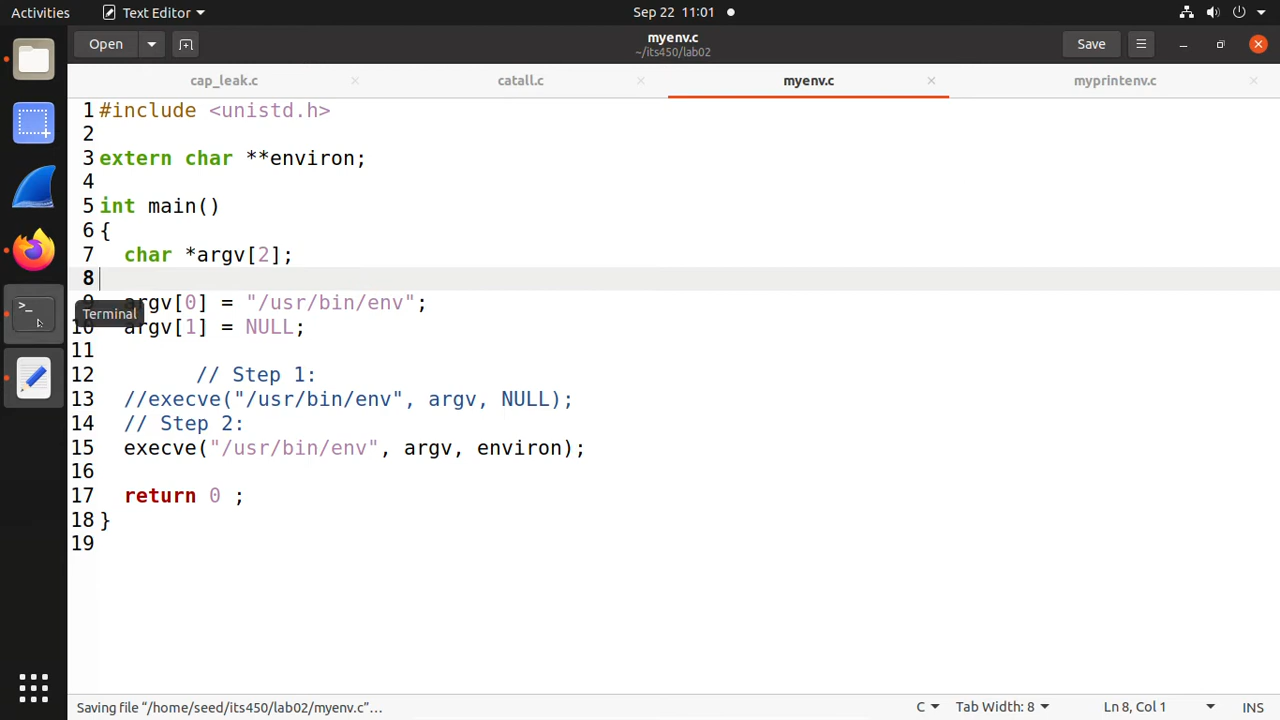 Activities Text Editor Sep 22 11:01
Open myenv.c Save
~/its450/lab02
cap_leak.c catall.c myenv.c myprintenv.c
1 #include <unistd.h>
2
3 extern char **environ;
4
5 int main()
6 {
7 char *argv[2];
8
9 argv[0] = "/usr/bin/env";
Terminal
10 argv[1] = NULL;
11
12 // Step 1:
13 //execve("/usr/bin/env", argv, NULL);
14 // Step 2:
15 execve("/usr/bin/env", argv, environ);
16
17 return 0 ;
18 }
19
Saving file “/home/seed/its450/lab02/myenv.c”… C Tab Width: 8 Ln 8, Col 1 INS